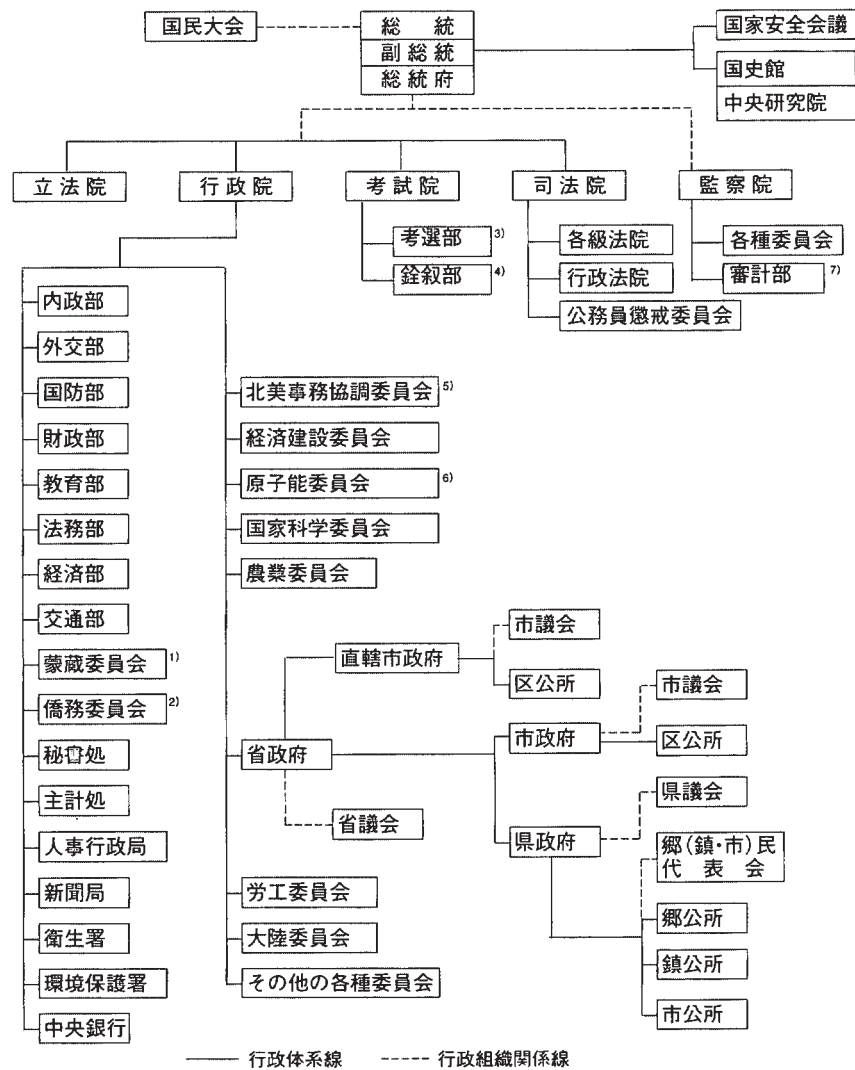 国民大会
総統
副総統
総統府
国家安全会議
国史館
中央研究院
立法院
行政院
考試院
司法院
監察院
考選部 3)
銓叙部 4)
各級法院
行政法院
公務員懲戒委員会
各種委員会
審計部 7)
内政部
外交部
国防部
財政部
教育部
法務部
経済部
交通部
蒙蔵委員会 1)
僑務委員会 2)
秘書処
主計処
人事行政局
新聞局
衛生署
環境保護署
中央銀行
北美事務協調委員会 5)
経済建設委員会
原子能委員会 6)
国家科学委員会
農業委員会
省政府
労工委員会
大陸委員会
その他の各種委員会
直轄市政府
市議会
区公所
省議会
市政府
市議会
区公所
県政府
県議会
郷(鎮・市)民
代表会
郷公所
鎮公所
市公所
行政体系線
行政組織関係線